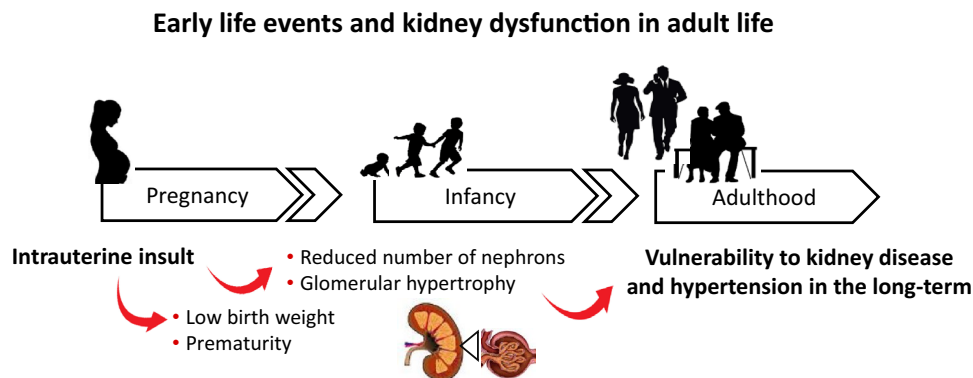 Early life events and kidney dysfunction in adult life
Pregnancy
Infancy
Adulthood
Intrauterine insult
• Reduced number of nephrons
• Glomerular hypertrophy
Vulnerability to kidney disease
and hypertension in the long-term
• Low birth weight
• Prematurity